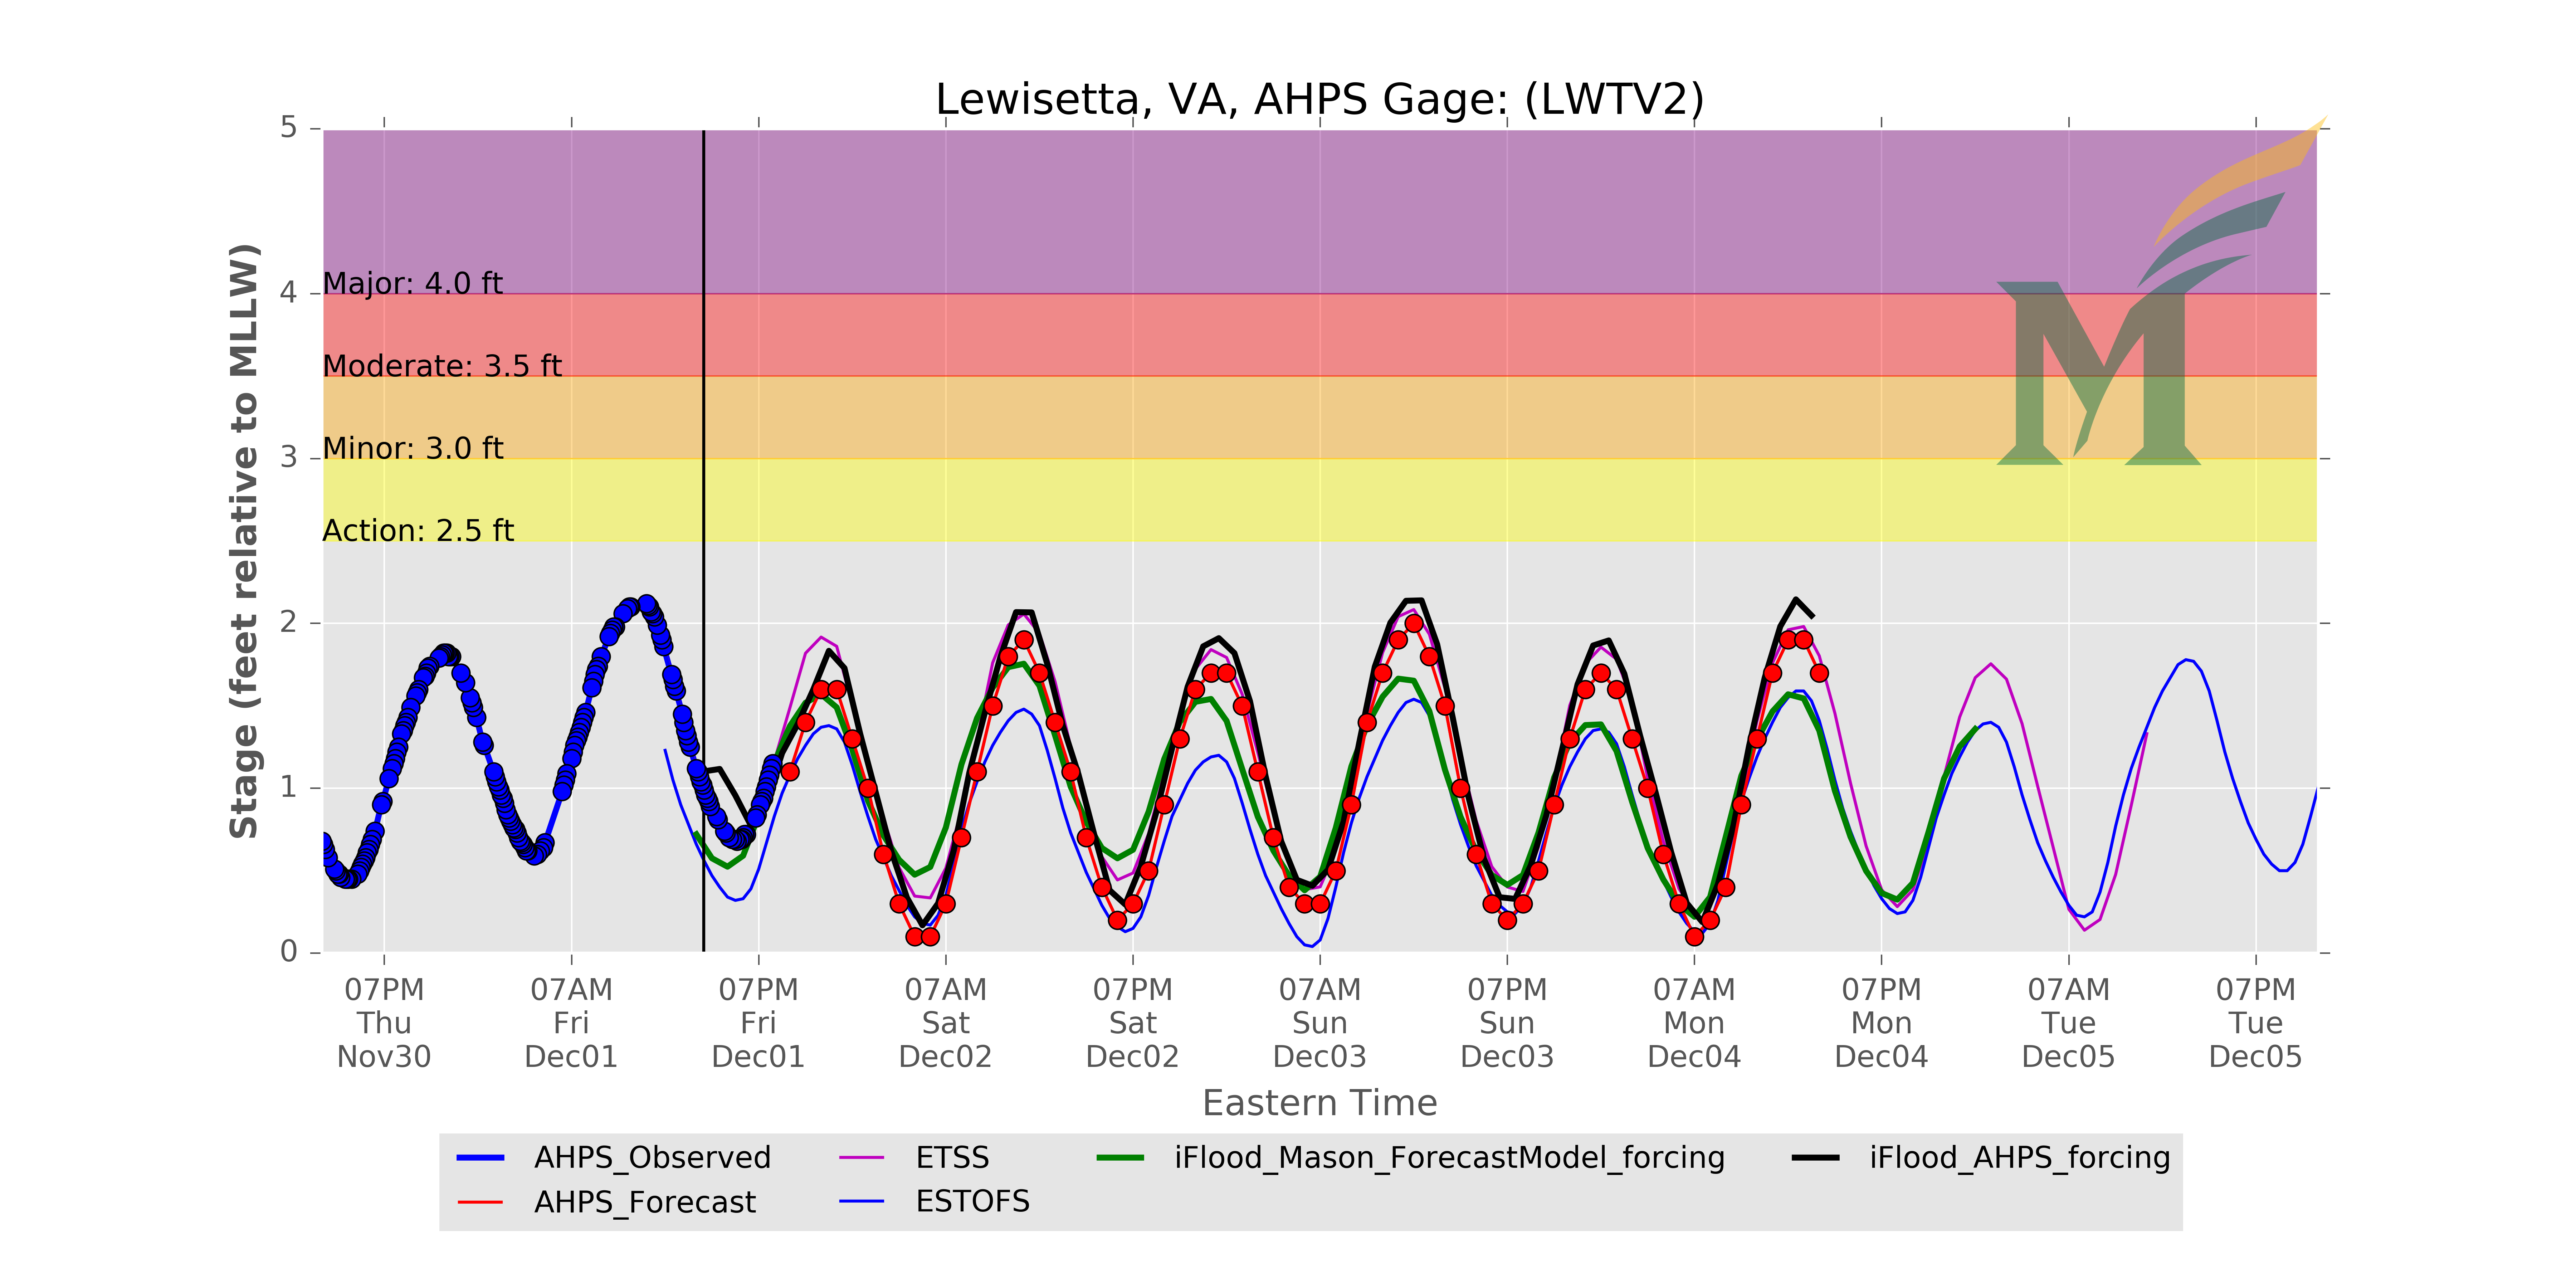 Lewisetta, VA, AHPS Gage: (LWTV2)
Stage (feet relative to MLLW)
5
4
3
2
1
0
Major: 4.0 ft
Moderate: 3.5 ft
Minor: 3.0 ft
Action: 2.5 ft
M
07PM Thu Nov30
07AM Fri Dec01
07PM Fri Dec01
07AM Sat Dec02
07PM Sat Dec02
07AM Sun Dec03
07PM Sun Dec03
07AM Mon Dec04
07PM Mon Dec04
07AM Tue Dec05
07PM Tue Dec05
Eastern Time
AHPS_Observed
AHPS_Forecast
ETSS
ESTOFS
iFlood_Mason_ForecastModel_forcing
iFlood_AHPS_forcing